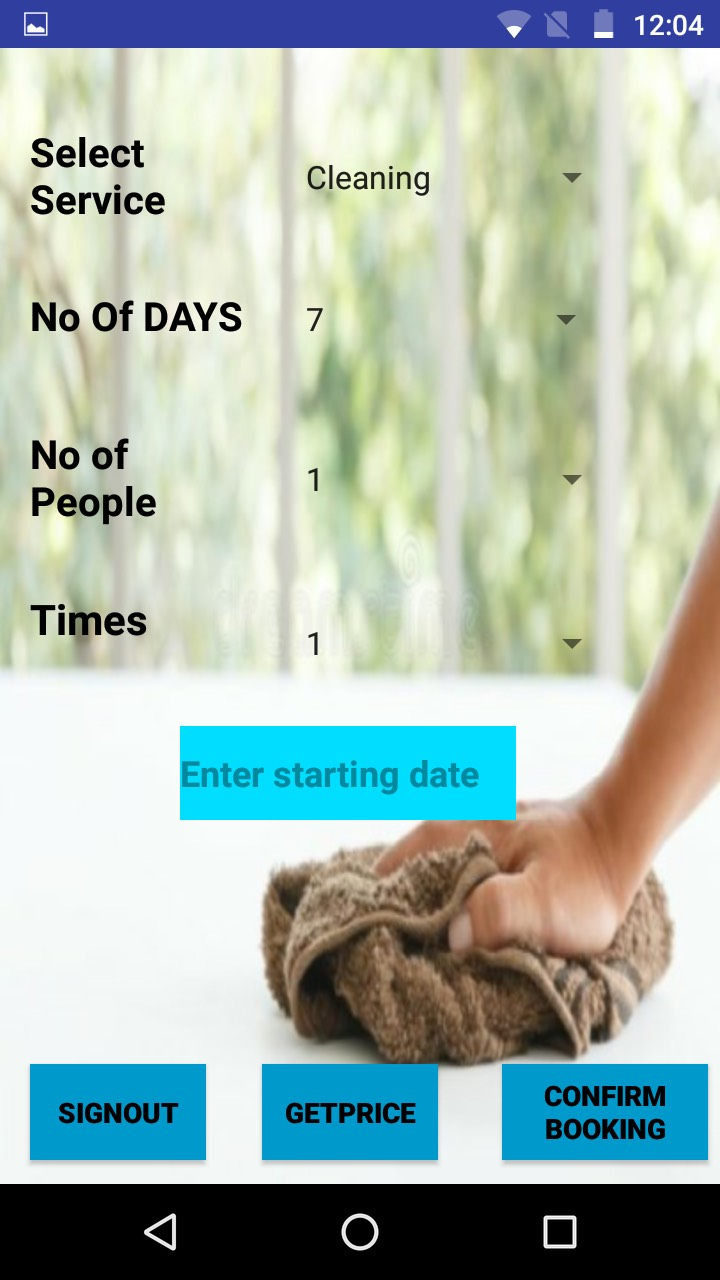 12:04
Select
Service
Cleaning
No Of DAYS
7
No of
People
1
Times
1
dreamstime
Enter starting date
SIGNOUT
GETPRICE
CONFIRM
BOOKING